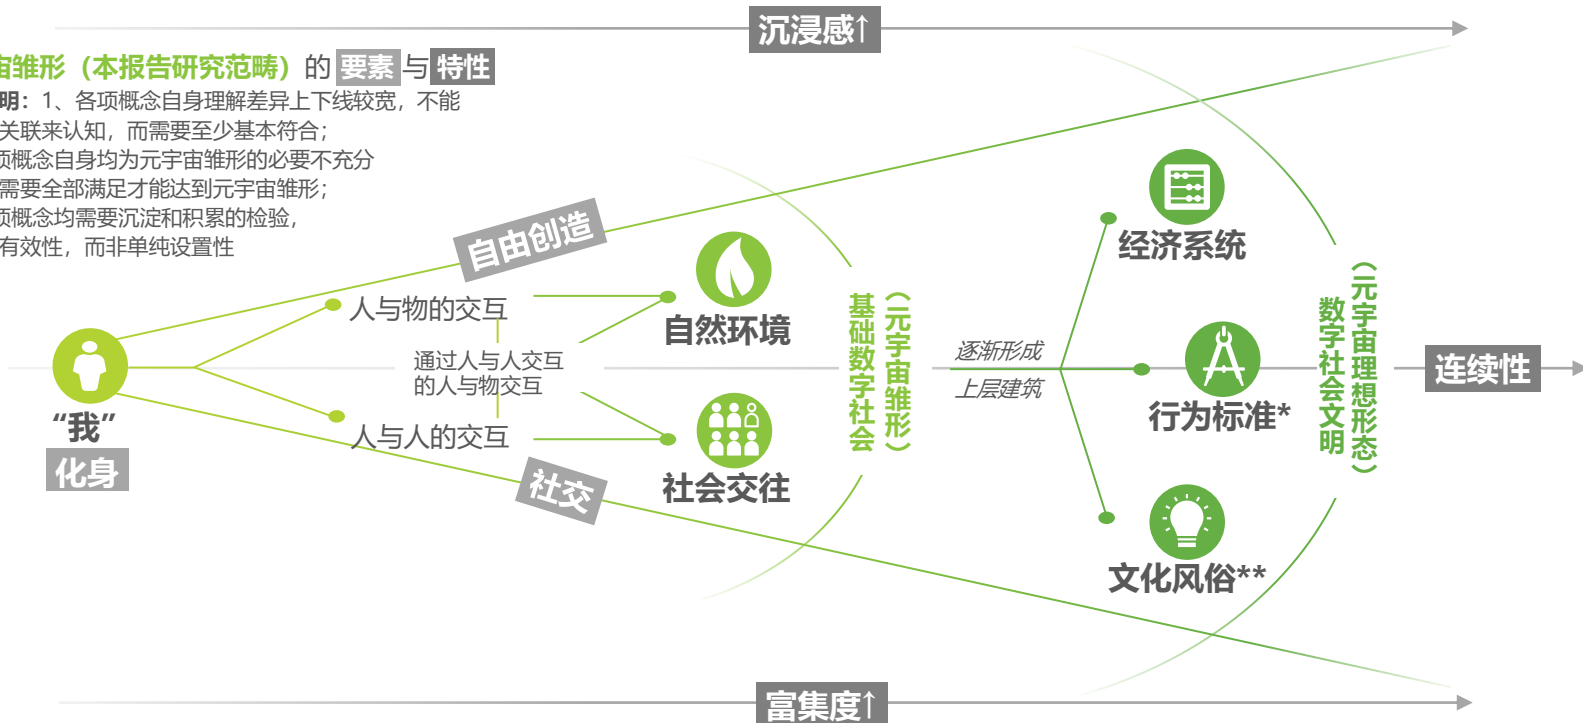 沉浸感↑
宙雏形（本报告研究范畴）的 要素 与 特性
明：1、各项概念自身理解差异上下线较宽，不能
关联来认知，而需要至少基本符合；
项概念自身均为元宇宙雏形的必要不充分
需要全部满足才能达到元宇宙雏形；
项概念均需要沉淀和积累的检验，
有效性，而非单纯设置性
自由创造
人与物的交互
通过人与人交互
的人与物交互
人与人的交互
“我”
化身
社交
自然环境
社会交往
基础数字社会
（元宇宙雏形）
逐渐形成
上层建筑
经济系统
行为标准*
文化风俗**
数字社会文明
（元宇宙理想形态）
连续性
富集度↑